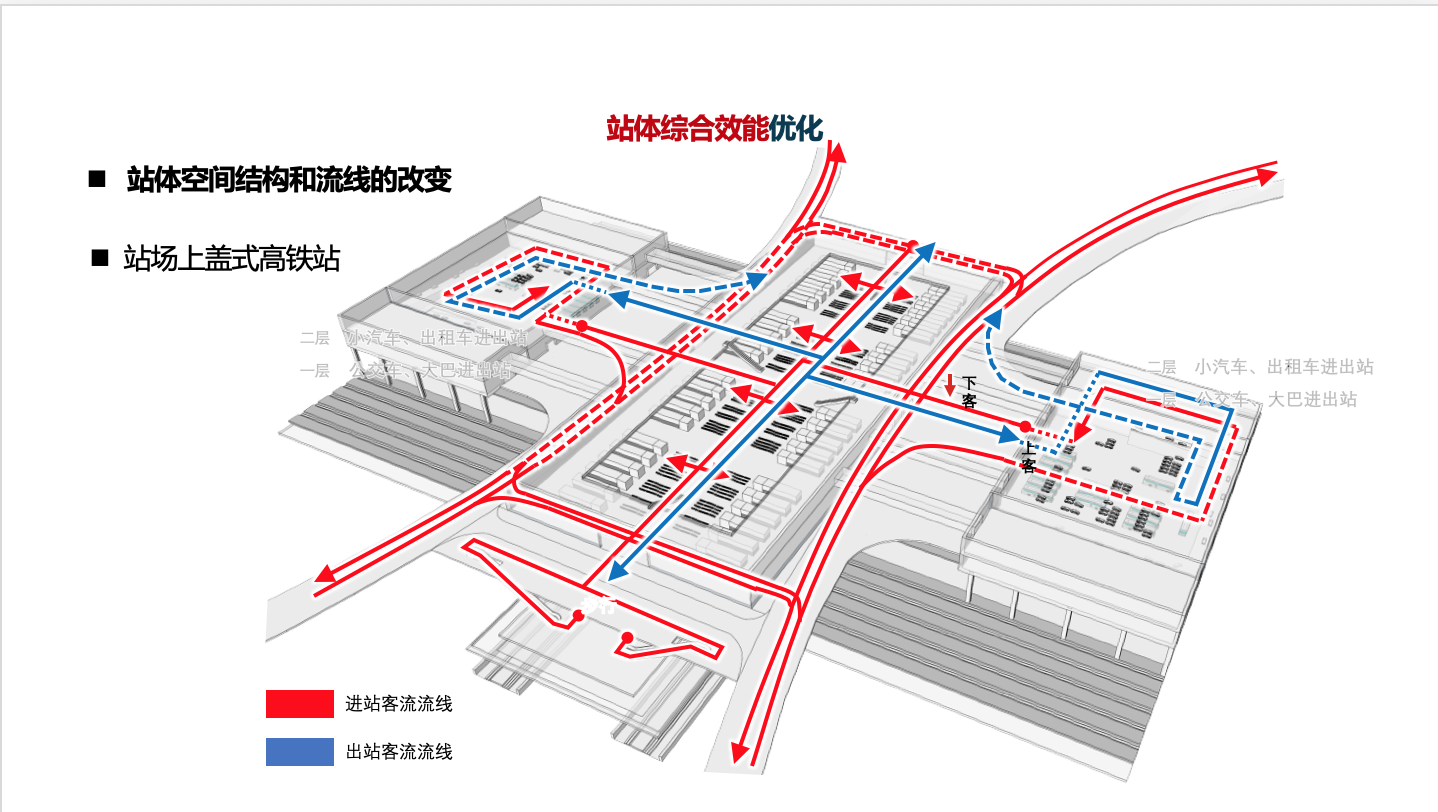 站体综合效能优化
■ 站体空间结构和流线的改变
■ 站场上盖式高铁站
二层 小汽车、出租车进出站
一层 公交车、大巴进出站
二层 小汽车、出租车进出站
一层 公交车、大巴进出站
下客
上客
步行
进站客流流线
出站客流流线